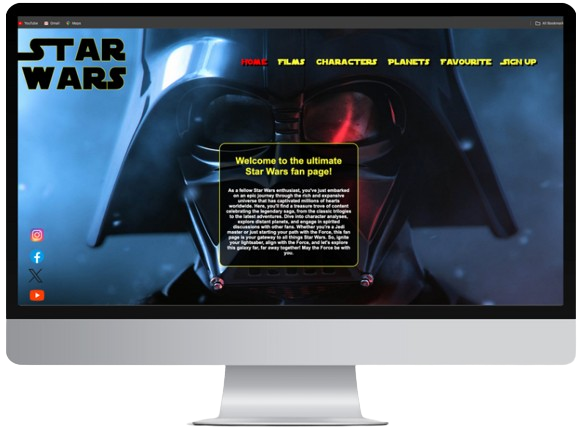 YouTube Gmail Maps All Bookmarks
STAR
WARS
HOME FILMS CHARACTERS PLANETS FAVOURITE SIGN UP
Welcome to the ultimate
Star Wars fan page!
As a fellow Star Wars enthusiast, you've just embarked
on an epic journey through the rich and expansive
universe that has captivated millions of hearts
worldwide. Here, you'll find a treasure trove of content
celebrating the legendary saga, from the classic trilogies
to the latest adventures. Dive into character analyses,
explore distant planets, and engage in spirited
discussions with other fans. Whether you're a Jedi
master or just starting your path with the Force, this fan
page is your gateway to all things Star Wars. So, ignite
your lightsaber, align with the Force, and let's explore
this galaxy far, far away together! May the Force be with
you.